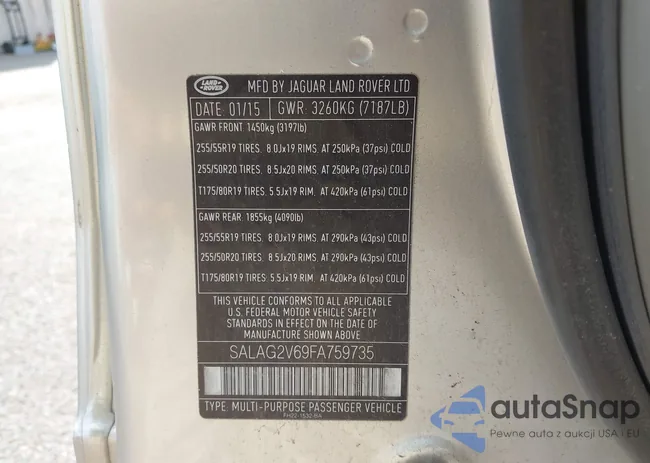 LAND ROVER
MFD BY JAGUAR LAND ROVER LTD
DATE: 01/15 GWR: 3260KG (7187LB)
GAWR FRONT 1450kg (3197lb)
255/55R19 TIRES. 8.0Jx19 RIMS. AT 250kPa (37psi) COLD
255/50R20 TIRES. 8.5Jx20 RIMS. AT 250kPa (37psi) COLD
T175/80R19 TIRES. 5.5Jx19 RIM. AT 420kPa (61psi) COLD
GAWR REAR 1855kg (4090lb)
255/55R19 TIRES. 8.0Jx19 RIMS. AT 290kPa (43psi) COLD
255/50R20 TIRES. 8.5Jx20 RIMS. AT 290kPa (43psi) COLD
T175/80R19 TIRES. 5.5Jx19 RIM. AT 420kPa (61psi) COLD
THIS VEHICLE CONFORMS TO ALL APPLICABLE
U.S. FEDERAL MOTOR VEHICLE SAFETY
STANDARDS IN EFFECT ON THE DATE OF
MANUFACTURE SHOWN ABOVE
SALAG2V69FA759735
TYPE: MULTI-PURPOSE PASSENGER VEHICLE
FH22-1532-BA
autaSnap
Pewne auta z aukcji USA i EU